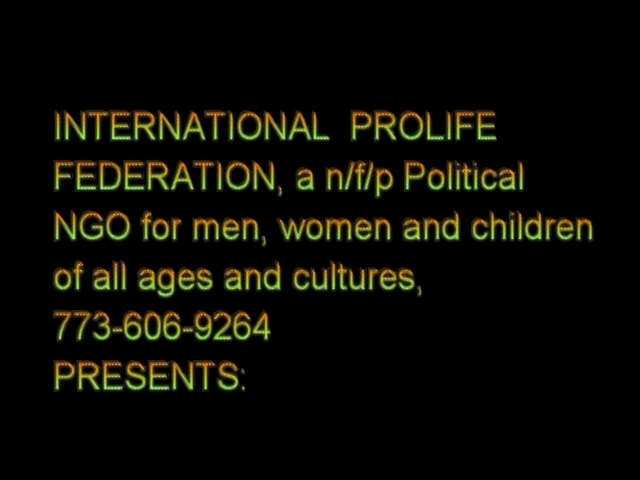 INTERNATIONAL PROLIFE
FEDERATION, a n/f/p Political
NGO for men, women and children
of all ages and cultures,
773-606-9264
PRESENTS: